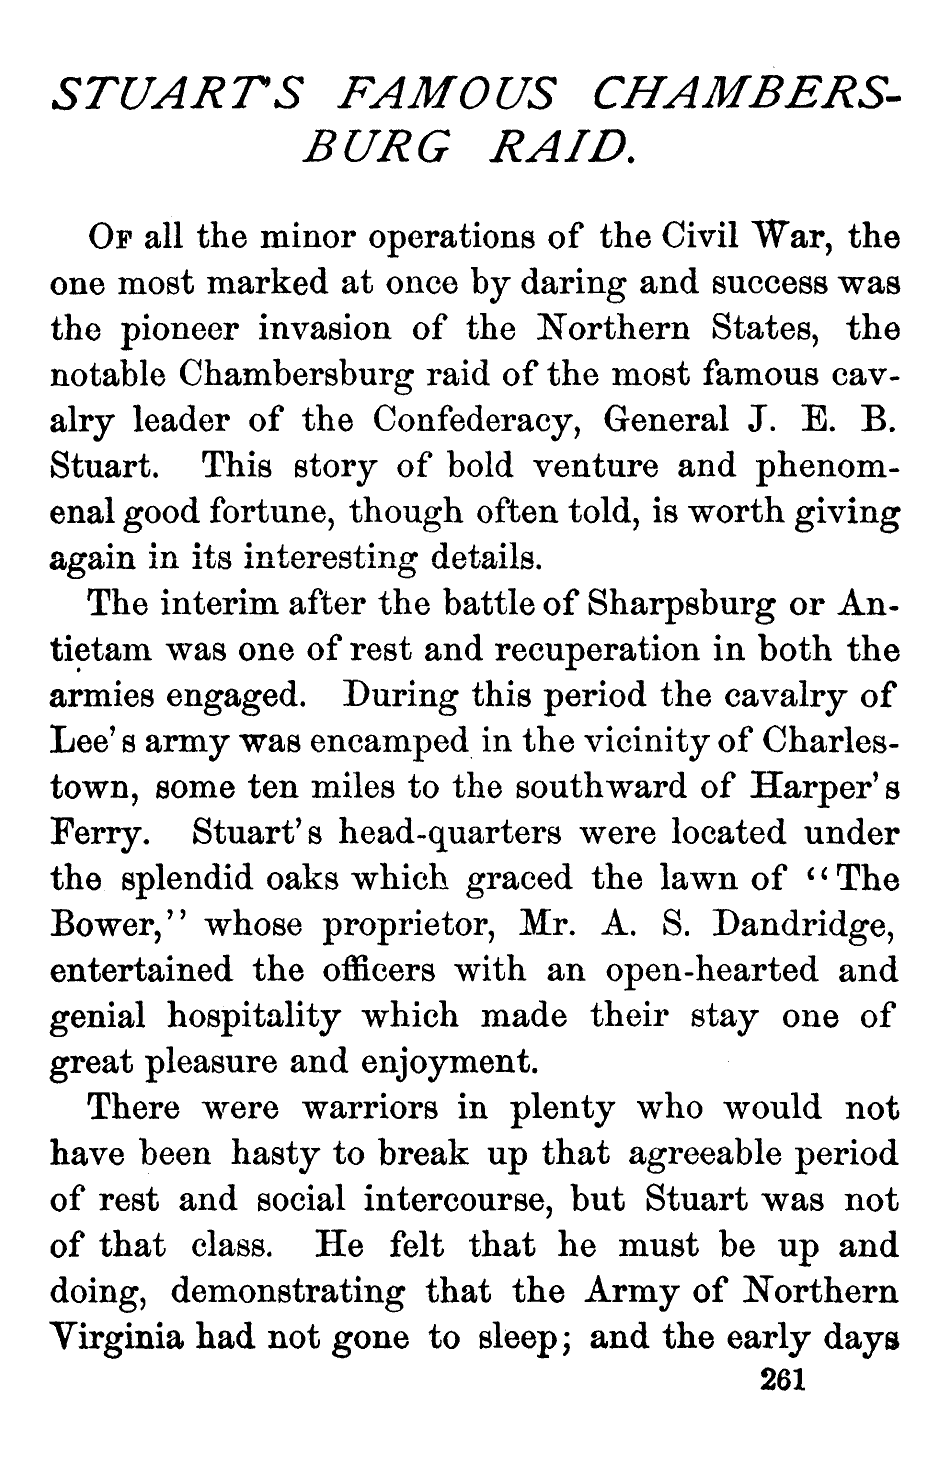 STUART'S FAMOUS CHAMBERS-
BURG RAID.
OF all the minor operations of the Civil War, the
one most marked at once by daring and success was
the pioneer invasion of the Northern States, the
notable Chambersburg raid of the most famous cav-
alry leader of the Confederacy, General J. E. B.
Stuart. This story of bold venture and phenom-
enal good fortune, though often told, is worth giving
again in its interesting details.
The interim after the battle of Sharpsburg or An-
tietam was one of rest and recuperation in both the
armies engaged. During this period the cavalry of
Lee's army was encamped in the vicinity of Charles-
town, some ten miles to the southward of Harper's
Ferry. Stuart's head-quarters were located under
the splendid oaks which graced the lawn of "The
Bower," whose proprietor, Mr. A. S. Dandridge,
entertained the officers with an open-hearted and
genial hospitality which made their stay one of
great pleasure and enjoyment.
There were warriors in plenty who would not
have been hasty to break up that agreeable period
of rest and social intercourse, but Stuart was not
of that class. He felt that he must be up and
doing, demonstrating that the Army of Northern
Virginia had not gone to sleep; and the early days
261